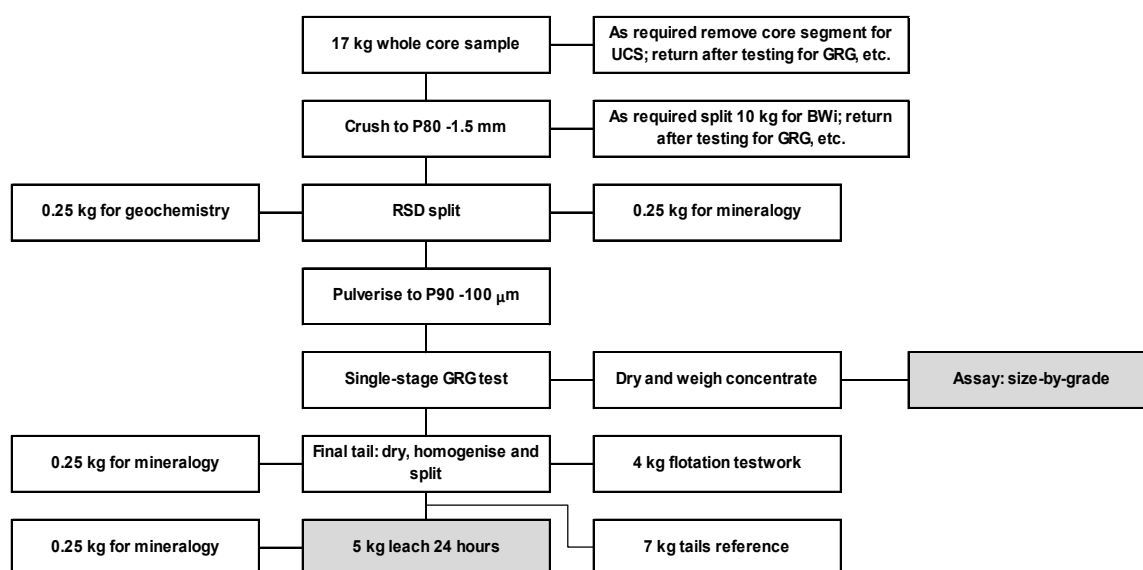 17 kg whole core sample
As required remove core segment for
UCS; return after testing for GRG, etc.
Crush to P80 -1.5 mm
As required split 10 kg for BWi; return
after testing for GRG, etc.
0.25 kg for geochemistry
RSD split
0.25 kg for mineralogy
Pulverise to P90 -100 μm
Single-stage GRG test
Dry and weigh concentrate
Assay: size-by-grade
0.25 kg for mineralogy
Final tail: dry, homogenise and
split
4 kg flotation testwork
0.25 kg for mineralogy
5 kg leach 24 hours
7 kg tails reference